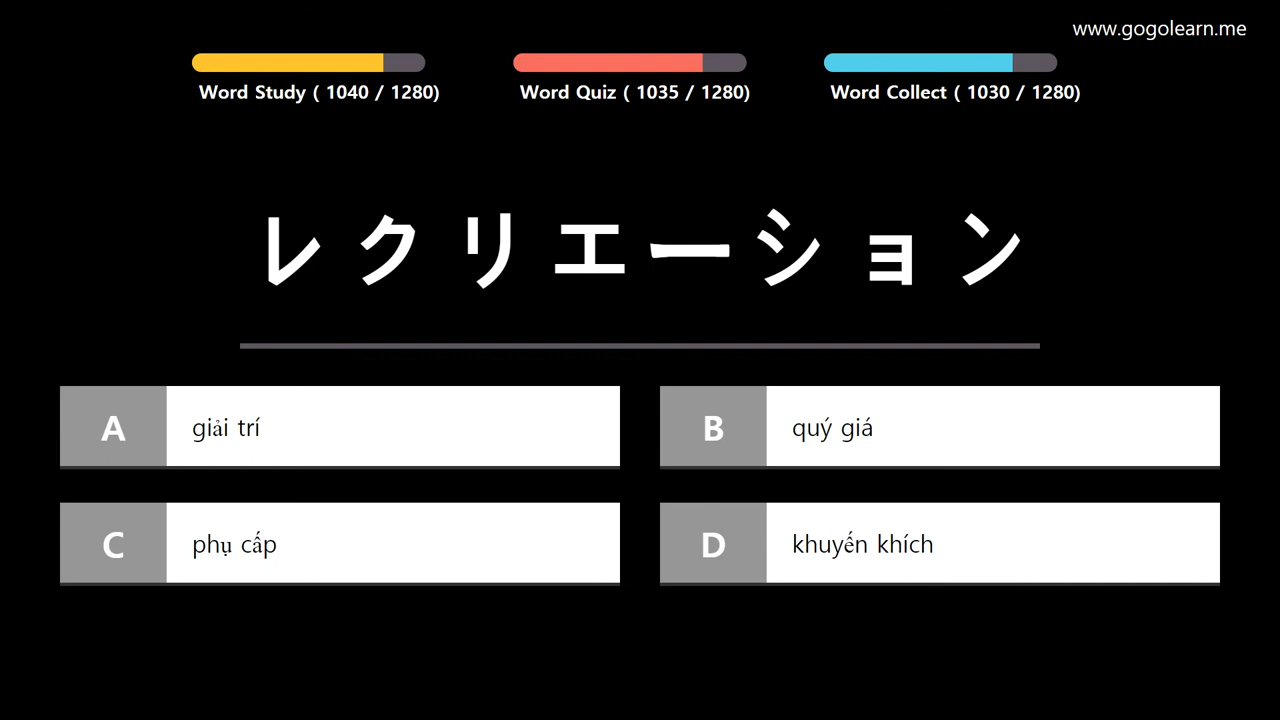 www.gogolearn.me
Word Study ( 1040 / 1280)
Word Quiz ( 1035 / 1280)
Word Collect ( 1030 / 1280)
レクリエーション
A giải trí
B quý giá
C phụ cấp
D khuyến khích